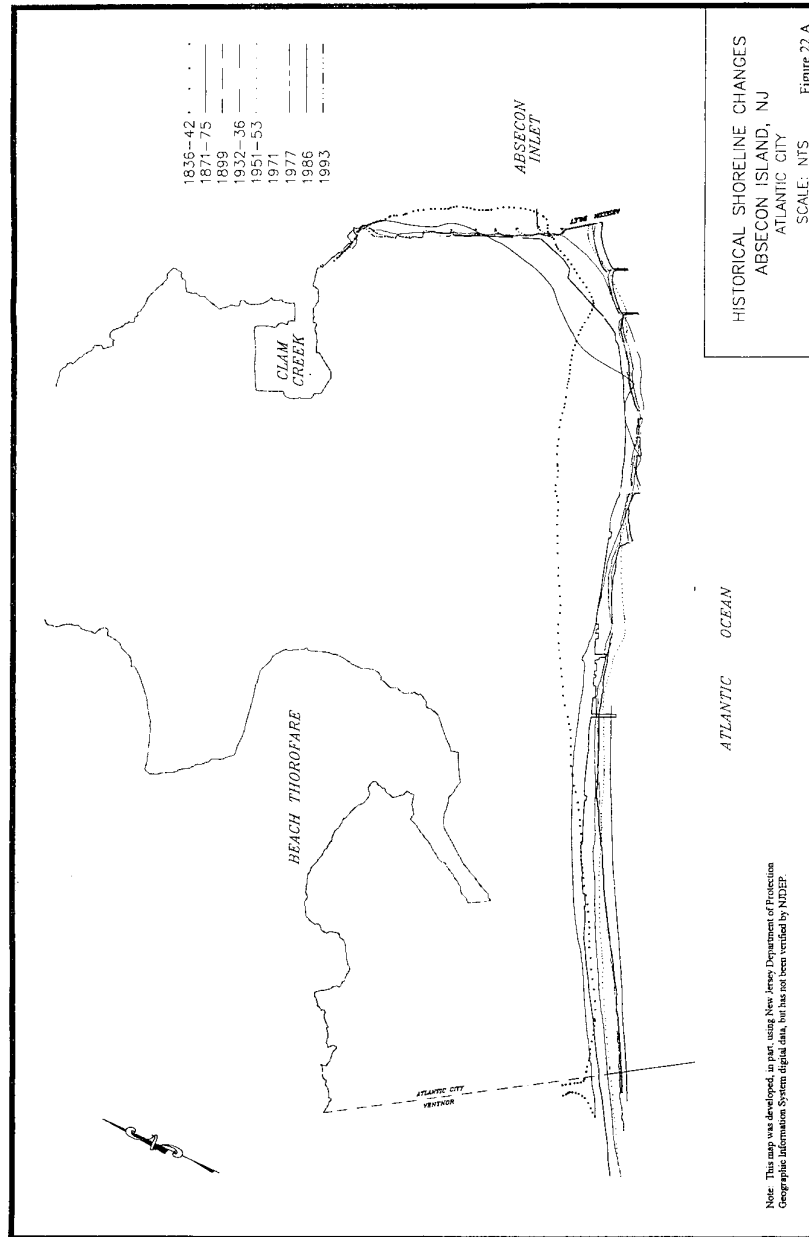 1836-42
1871-75
1899
1932-36
1951-53
1971
1977
1986
1993
ABSECON
INLET
ABSECON INLET
CLAM
CREEK
BEACH THOROFARE
ATLANTIC OCEAN
ATLANTIC CITY
VENTNOR
Note: This map was developed, in part, using New Jersey Department of Protection
Geographic Information System digital data, but has not been verified by NJDEP.
HISTORICAL SHORELINE CHANGES
ABSECON ISLAND, NJ
ATLANTIC CITY
SCALE: NTS
Figure 22 A